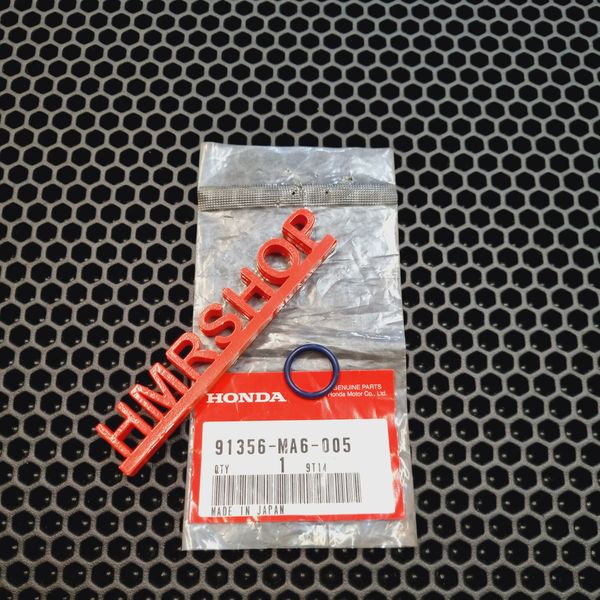 HMRSHOP
HONDA
GENUINE PARTS
Honda Motor Co., Ltd.
91356-MA6-005
QTY 1 9T14
MADE IN JAPAN